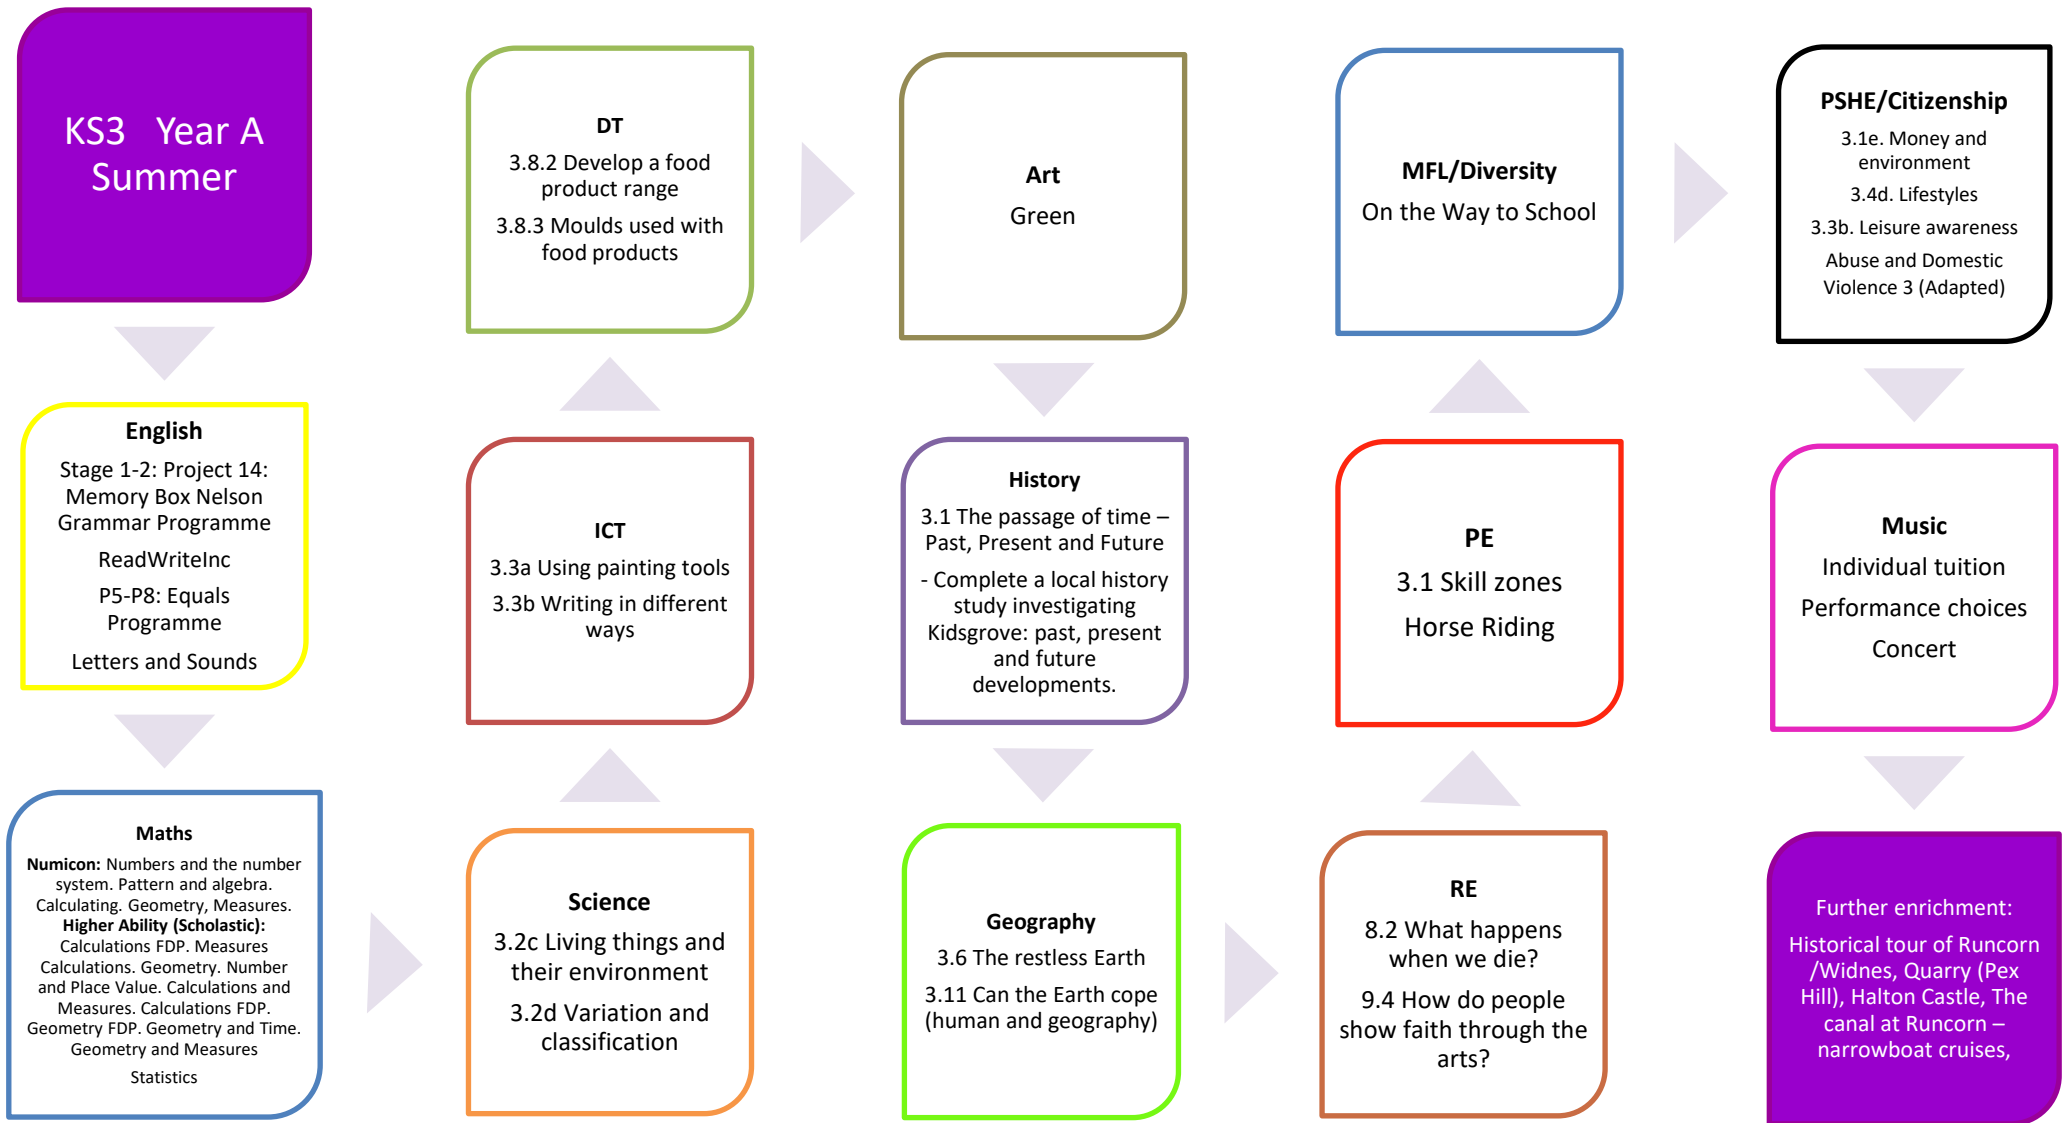 KS3   Year A
Summer
English
Stage 1-2: Project 14:
Memory Box Nelson
Grammar Programme
ReadWriteInc
P5-P8: Equals
Programme
Letters and Sounds
Maths
Numicon: Numbers and the number
system. Pattern and algebra.
Calculating. Geometry, Measures.
Higher Ability (Scholastic):
Calculations FDP. Measures
Calculations. Geometry. Number
and Place Value. Calculations and
Measures. Calculations FDP.
Geometry FDP. Geometry and Time.
Geometry and Measures
Statistics
Science
3.2c Living things and
their environment
3.2d Variation and
classification
ICT
3.3a Using painting tools
3.3b Writing in different
ways
DT
3.8.2 Develop a food
product range
3.8.3 Moulds used with
food products
Art
Green
History
3.1 The passage of time –
Past, Present and Future
- Complete a local history
study investigating
Kidsgrove: past, present
and future
developments.
Geography
3.6 The restless Earth
3.11 Can the Earth cope
(human and geography)
RE
8.2 What happens
when we die?
9.4 How do people
show faith through the
arts?
PE
3.1 Skill zones
Horse Riding
MFL/Diversity
On the Way to School
PSHE/Citizenship
3.1e. Money and
environment
3.4d. Lifestyles
3.3b. Leisure awareness
Abuse and Domestic
Violence 3 (Adapted)
Music
Individual tuition
Performance choices
Concert
Further enrichment:
Historical tour of Runcorn
/Widnes, Quarry (Pex
Hill), Halton Castle, The
canal at Runcorn –
narrowboat cruises,